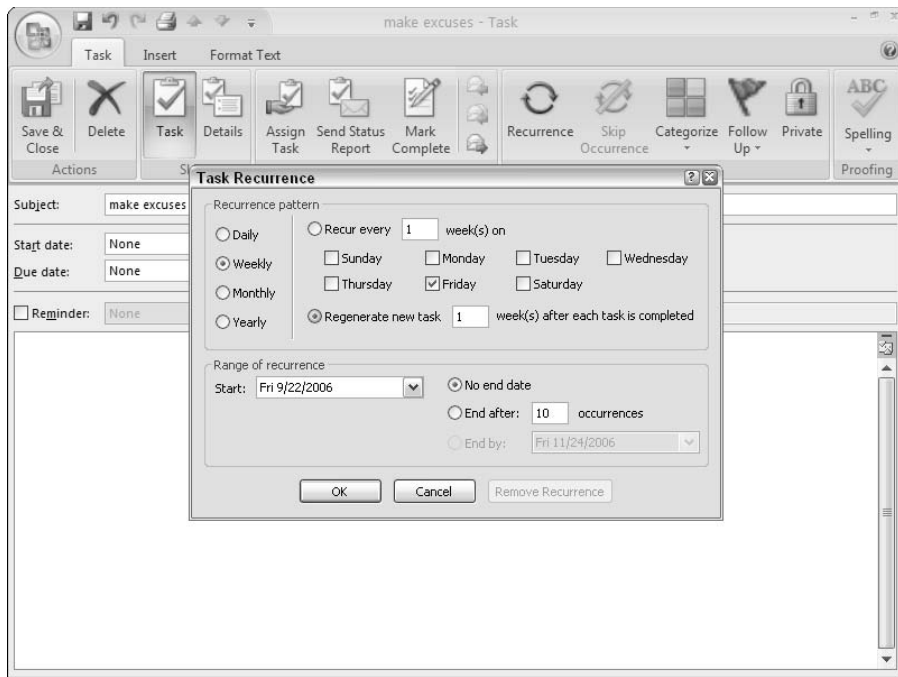 make excuses - Task
Task Insert Format Text
Save & Close Delete Task Details Assign Task Send Status Report Mark Complete Recurrence Skip Occurrence Categorize Follow Up ABC Private Spelling
Actions Proofing
Task Recurrence
Subject: make excuses
Start date: None
Due date: None
Reminder: None
Recurrence pattern
Daily
Weekly
Monthly
Yearly
Recur every 1 week(s) on
Sunday Monday Tuesday Wednesday
Thursday Friday Saturday
Regenerate new task 1 week(s) after each task is completed
Range of recurrence
Start: Fri 9/22/2006
No end date
End after: 10 occurrences
End by: Fri 11/24/2006
OK Cancel Remove Recurrence